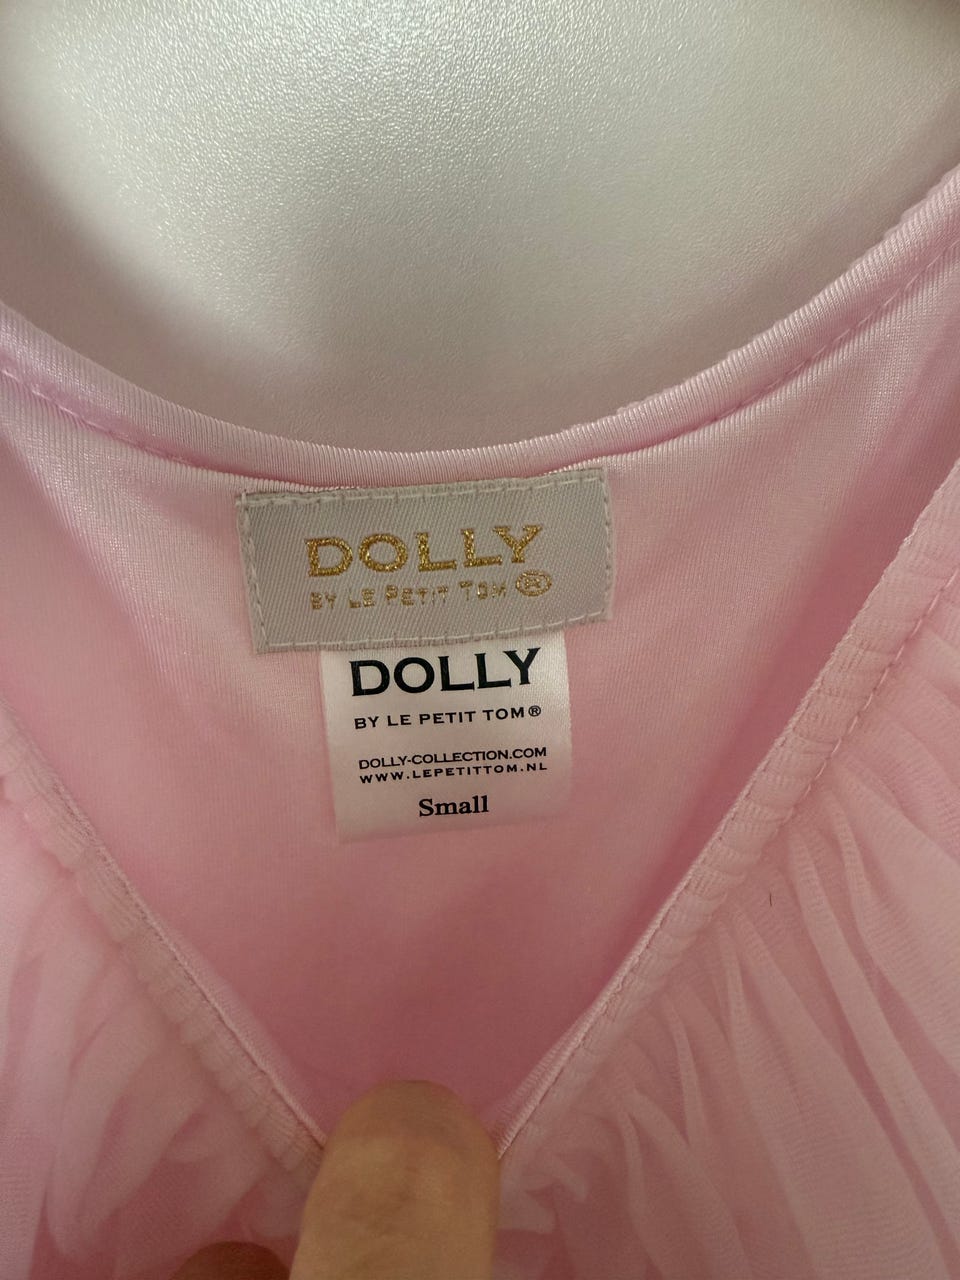 DOLLY
BY LE PETIT TOM ®
DOLLY
BY LE PETIT TOM®
DOLLY-COLLECTION.COM
WWW.LEPETITTOM.NL
Small